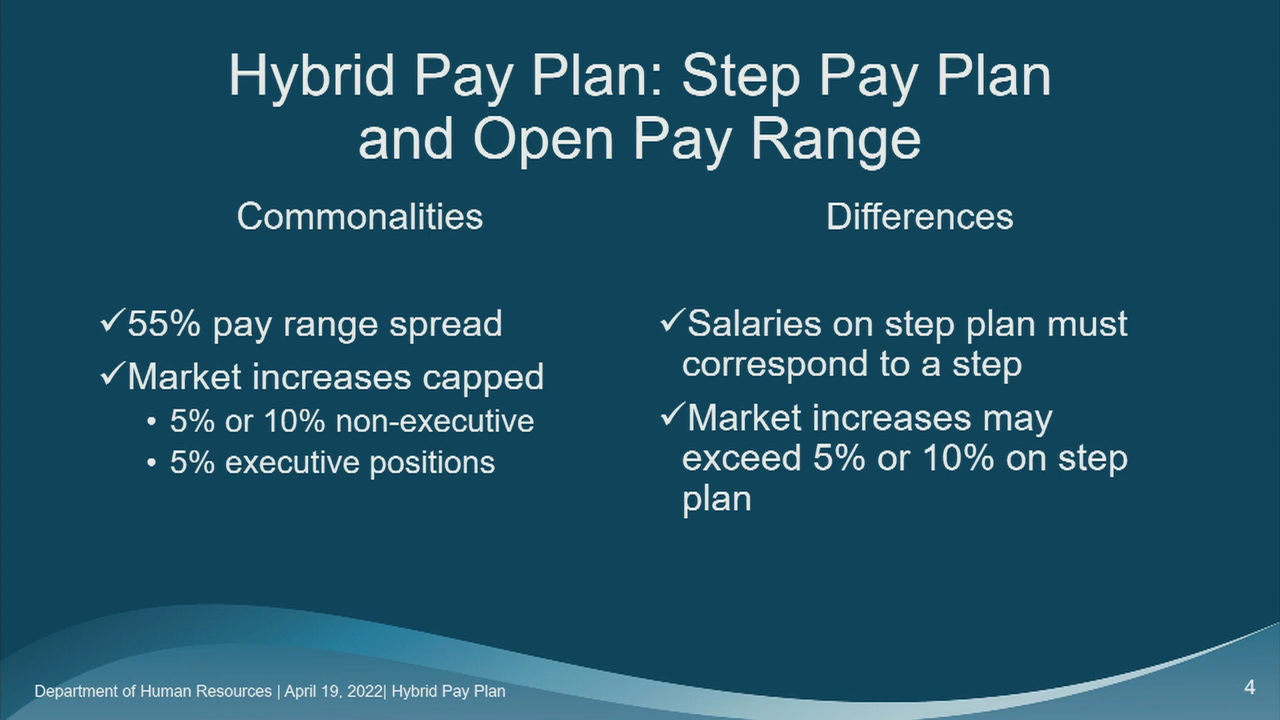 Hybrid Pay Plan: Step Pay Plan
and Open Pay Range
Commonalities
✓55% pay range spread
✓Market increases capped
• 5% or 10% non-executive
• 5% executive positions
Differences
✓Salaries on step plan must
correspond to a step
✓Market increases may
exceed 5% or 10% on step
plan
Department of Human Resources | April 19, 2022| Hybrid Pay Plan
4